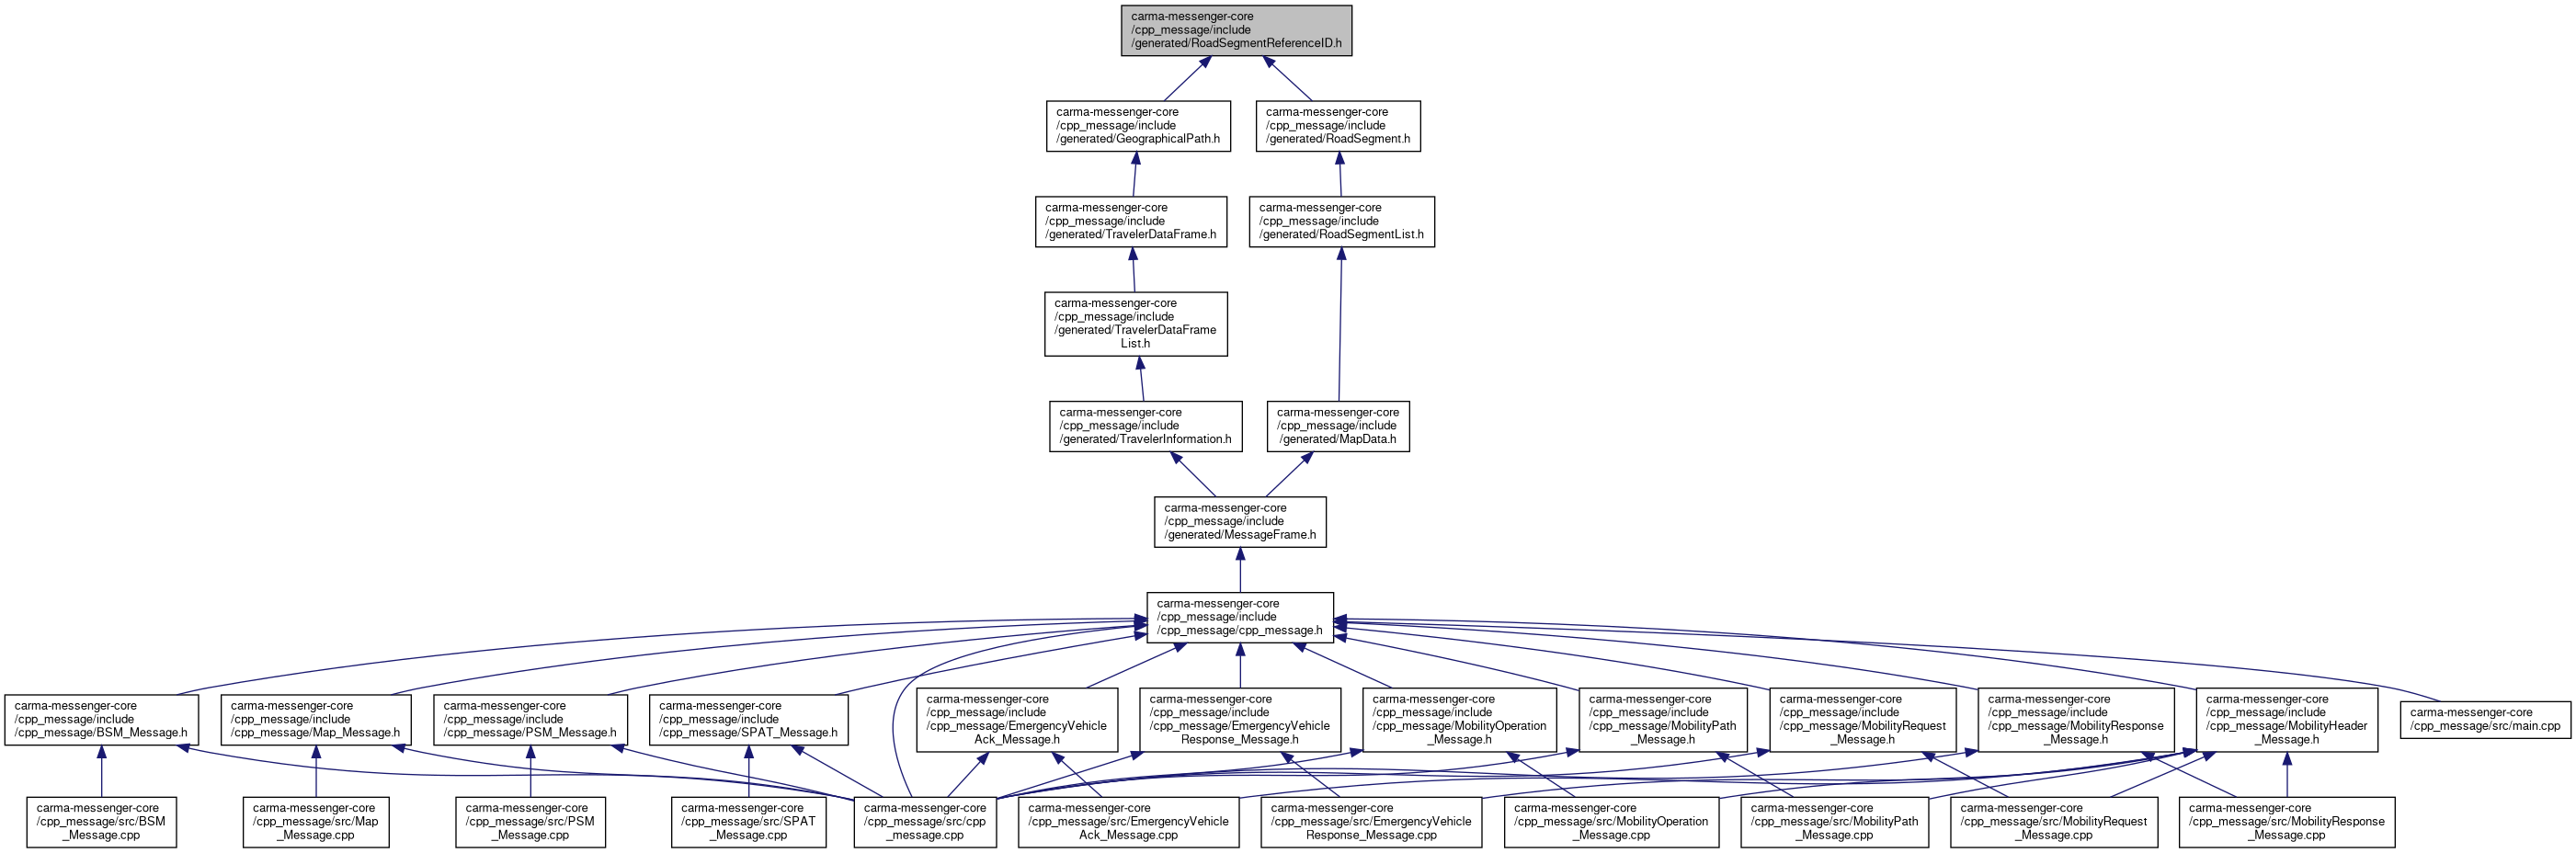 carma-messenger-core
/cpp_message/include
/generated/RoadSegmentReferenceID.h
carma-messenger-core
/cpp_message/include
/generated/GeographicalPath.h
carma-messenger-core
/cpp_message/include
/generated/RoadSegment.h
carma-messenger-core
/cpp_message/include
/generated/TravelerDataFrame.h
carma-messenger-core
/cpp_message/include
/generated/RoadSegmentList.h
carma-messenger-core
/cpp_message/include
/generated/TravelerDataFrame
List.h
carma-messenger-core
/cpp_message/include
/generated/TravelerInformation.h
carma-messenger-core
/cpp_message/include
/generated/MapData.h
carma-messenger-core
/cpp_message/include
/generated/MessageFrame.h
carma-messenger-core
/cpp_message/include
/cpp_message/cpp_message.h
carma-messenger-core
/cpp_message/include
/cpp_message/BSM_Message.h
carma-messenger-core
/cpp_message/include
/cpp_message/Map_Message.h
carma-messenger-core
/cpp_message/include
/cpp_message/PSM_Message.h
carma-messenger-core
/cpp_message/include
/cpp_message/SPAT_Message.h
carma-messenger-core
/cpp_message/include
/cpp_message/EmergencyVehicle
Ack_Message.h
carma-messenger-core
/cpp_message/include
/cpp_message/EmergencyVehicle
Response_Message.h
carma-messenger-core
/cpp_message/include
/cpp_message/MobilityOperation
_Message.h
carma-messenger-core
/cpp_message/include
/cpp_message/MobilityPath
_Message.h
carma-messenger-core
/cpp_message/include
/cpp_message/MobilityRequest
_Message.h
carma-messenger-core
/cpp_message/include
/cpp_message/MobilityResponse
_Message.h
carma-messenger-core
/cpp_message/include
/cpp_message/MobilityHeader
_Message.h
carma-messenger-core
/cpp_message/src/main.cpp
carma-messenger-core
/cpp_message/src/BSM
_Message.cpp
carma-messenger-core
/cpp_message/src/Map
_Message.cpp
carma-messenger-core
/cpp_message/src/PSM
_Message.cpp
carma-messenger-core
/cpp_message/src/SPAT
_Message.cpp
carma-messenger-core
/cpp_message/src/cpp
_message.cpp
carma-messenger-core
/cpp_message/src/EmergencyVehicle
Ack_Message.cpp
carma-messenger-core
/cpp_message/src/EmergencyVehicle
Response_Message.cpp
carma-messenger-core
/cpp_message/src/MobilityOperation
_Message.cpp
carma-messenger-core
/cpp_message/src/MobilityPath
_Message.cpp
carma-messenger-core
/cpp_message/src/MobilityRequest
_Message.cpp
carma-messenger-core
/cpp_message/src/MobilityResponse
_Message.cpp